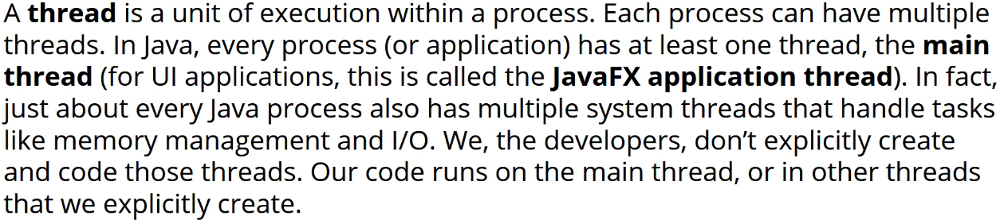 A thread is a unit of execution within a process. Each process can have multiple
threads. In Java, every process (or application) has at least one thread, the main
thread (for UI applications, this is called the JavaFX application thread). In fact,
just about every Java process also has multiple system threads that handle tasks
like memory management and I/O. We, the developers, don’t explicitly create
and code those threads. Our code runs on the main thread, or in other threads
that we explicitly create.